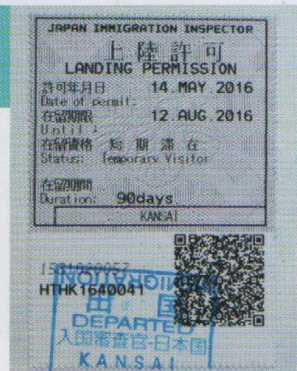 JAPAN IMMIGRATION INSPECTOR
上陸許可
LANDING PERMISSION
許可年月日 14.MAY.2016
Date of permit:
在留期限 12.AUG.2016
Until :
在留資格 短期滞在
Status: Temporary Visitor
在留期間
Duration: 90days
KANSAI
HTHK1640041
IMMIGRATION
出国
DEPARTED
入国審査官-日本国
KANSAI